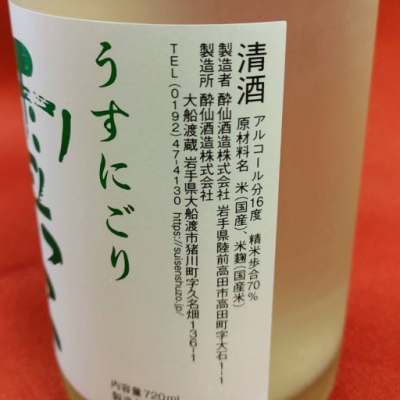 清酒
アルコール分16度 精米歩合70%
原材料名 米(国産)、米麹(国産米)
製造者 酔仙酒造株式会社 岩手県陸前高田市高田町字大石1-1
製造所 酔仙酒造株式会社
大船渡蔵 岩手県大船渡市猪川町字久名畑136-1
TEL(0192)47-4130 https://suisenshuzo.jp/
うすにごり
内容量720ml